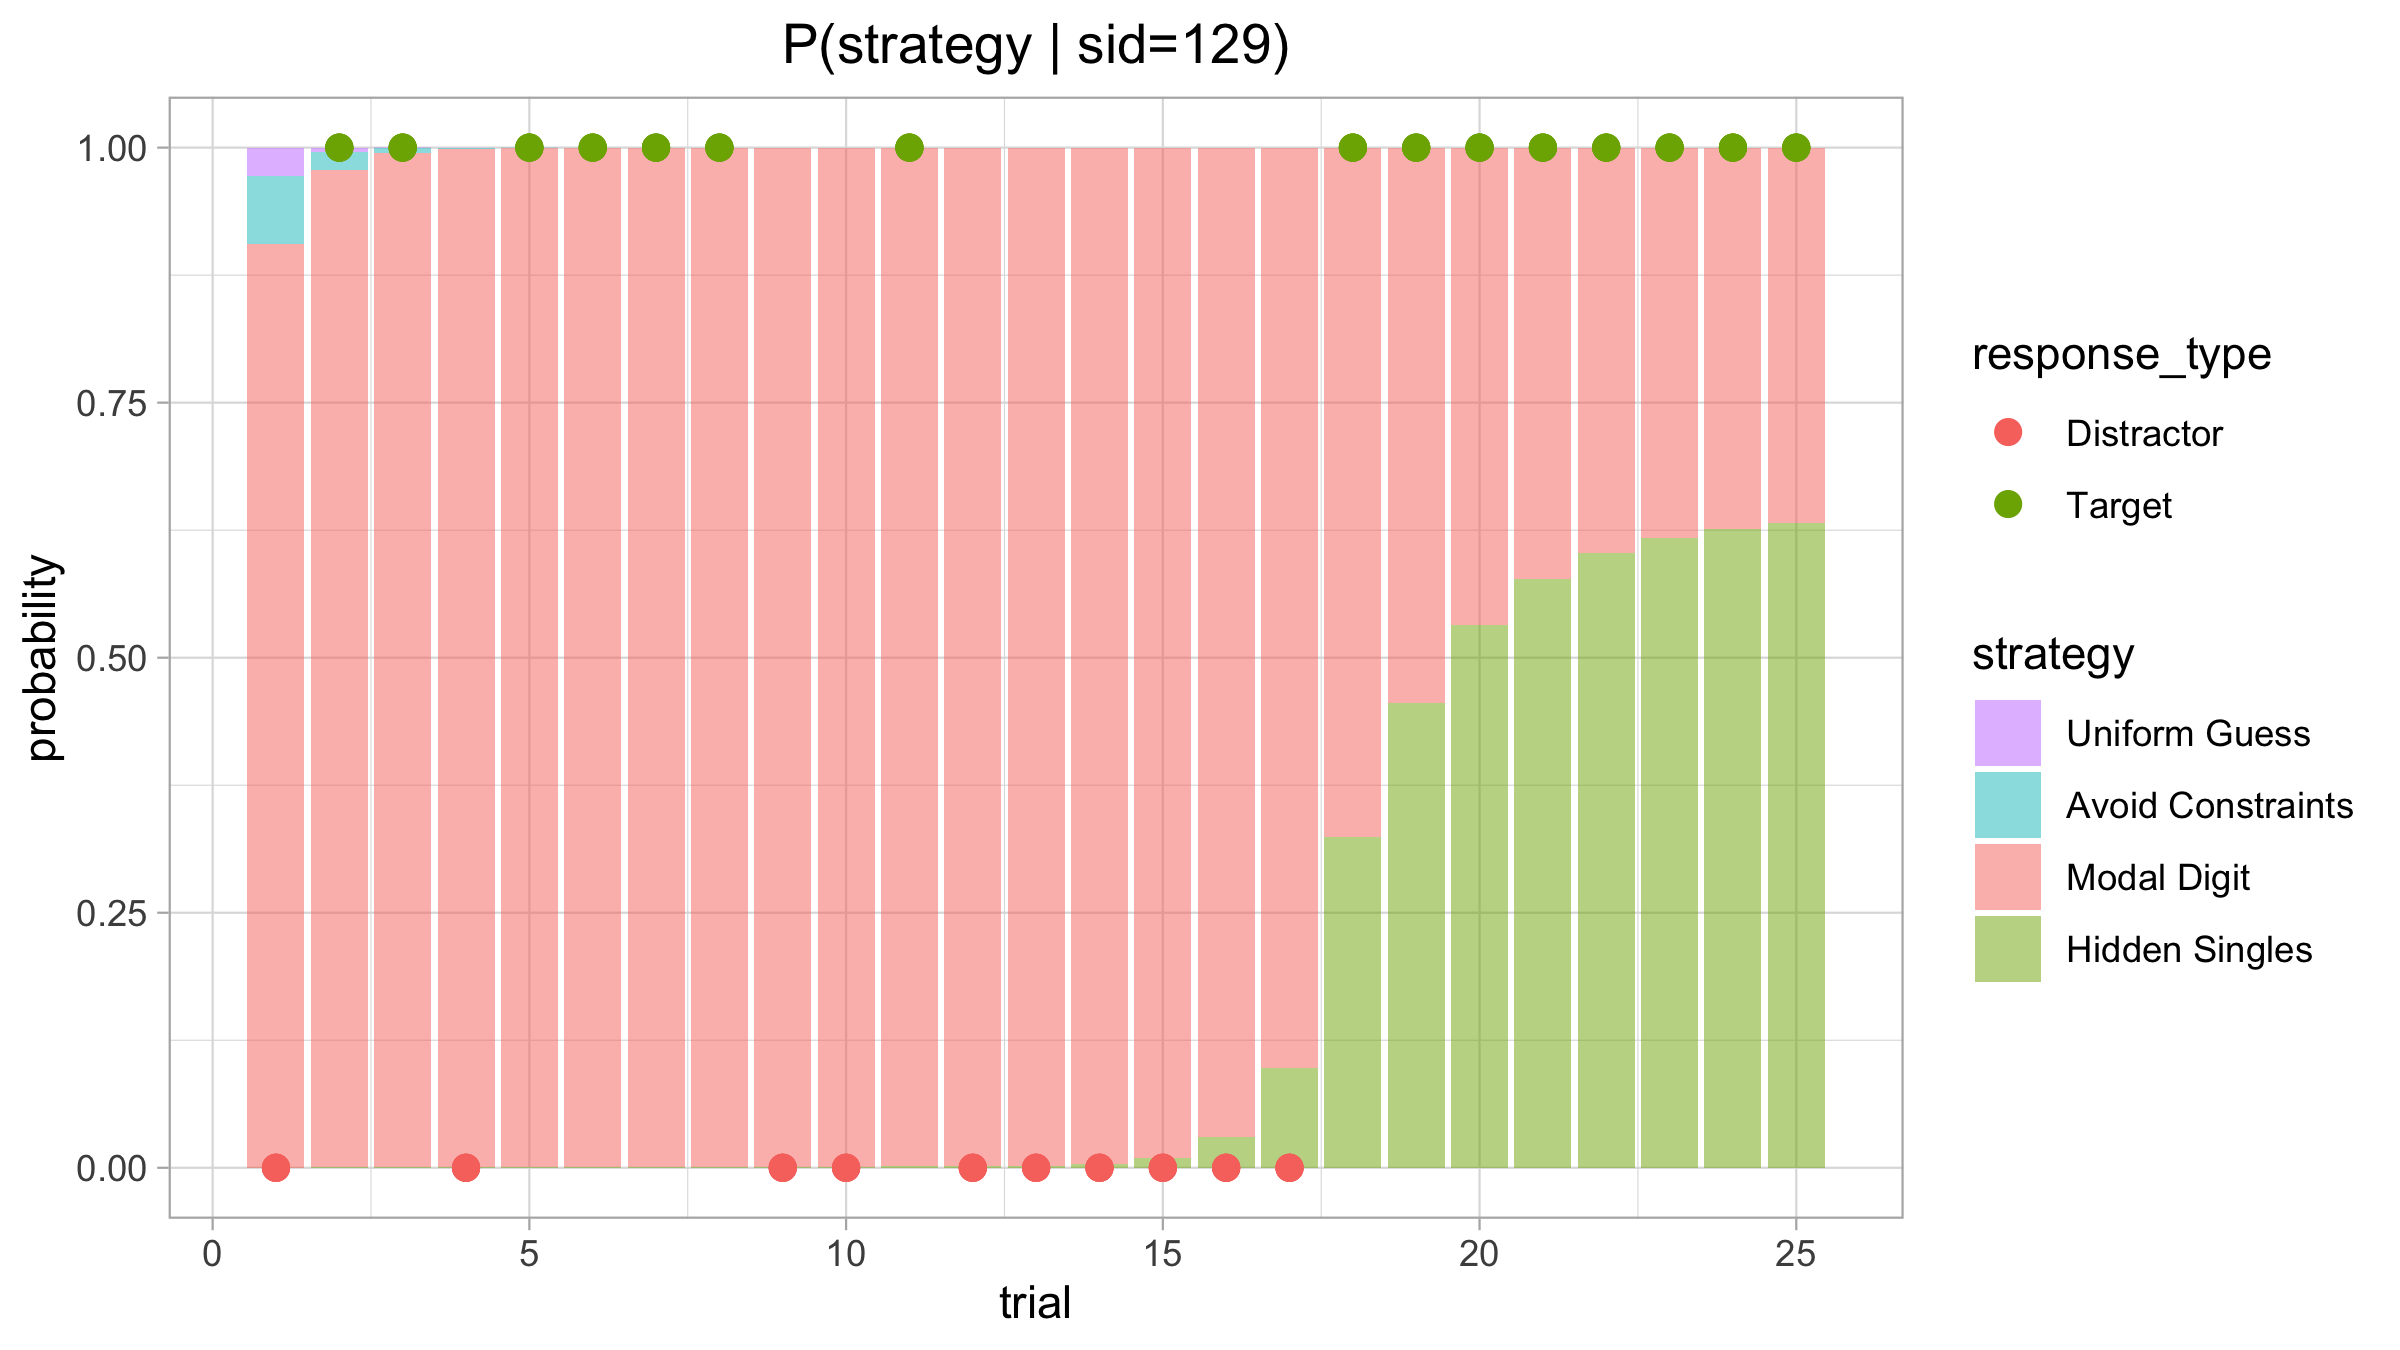 P(strategy | sid=129)
probability
1.00
0.75
0.50
0.25
0.00
0 5 10 15 20 25
trial
response_type
Distractor
Target
strategy
Uniform Guess
Avoid Constraints
Modal Digit
Hidden Singles